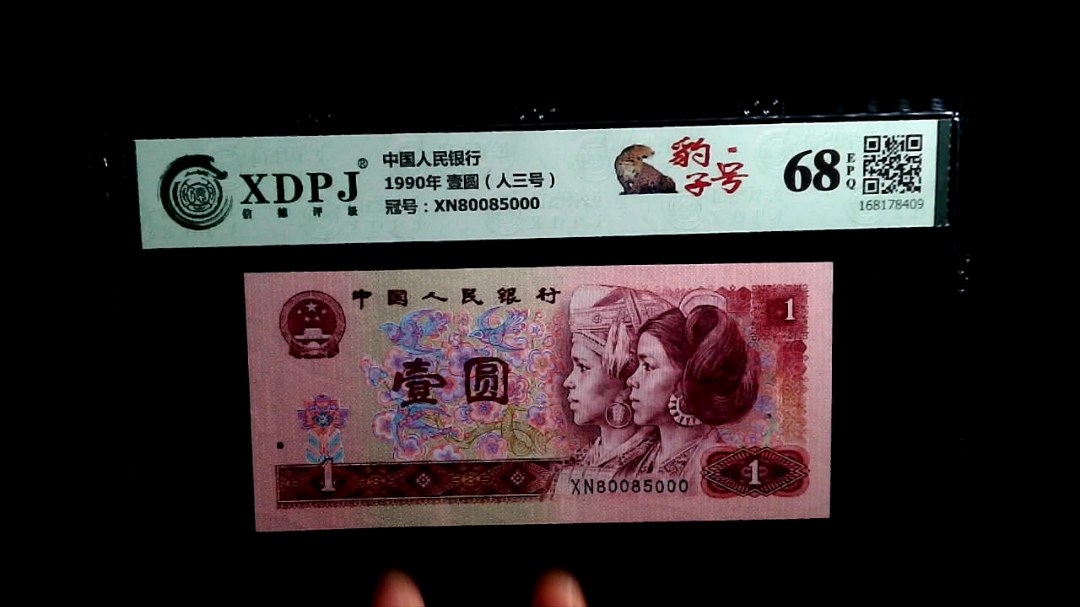 XDPJ®
信德评级
中国人民银行
1990年 壹圆（人三号）
冠号：XN80085000
豹子号
68
EPQ
168178409
中国人民银行
1
壹圆
1
XN80085000
1